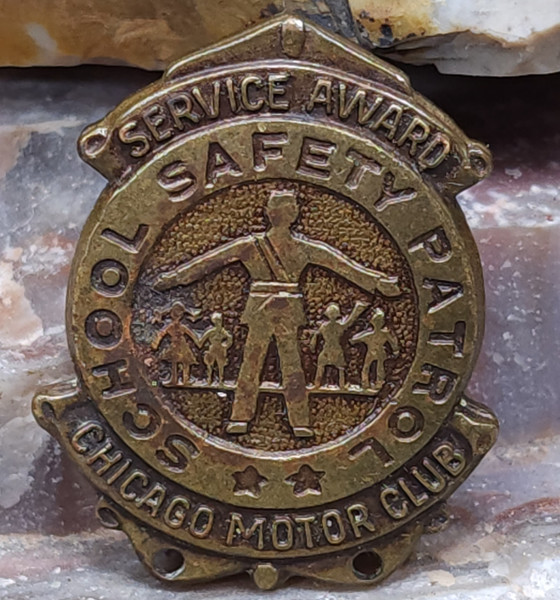 SERVICE AWARD
SCHOOL SAFETY PATROL
CHICAGO MOTOR CLUB